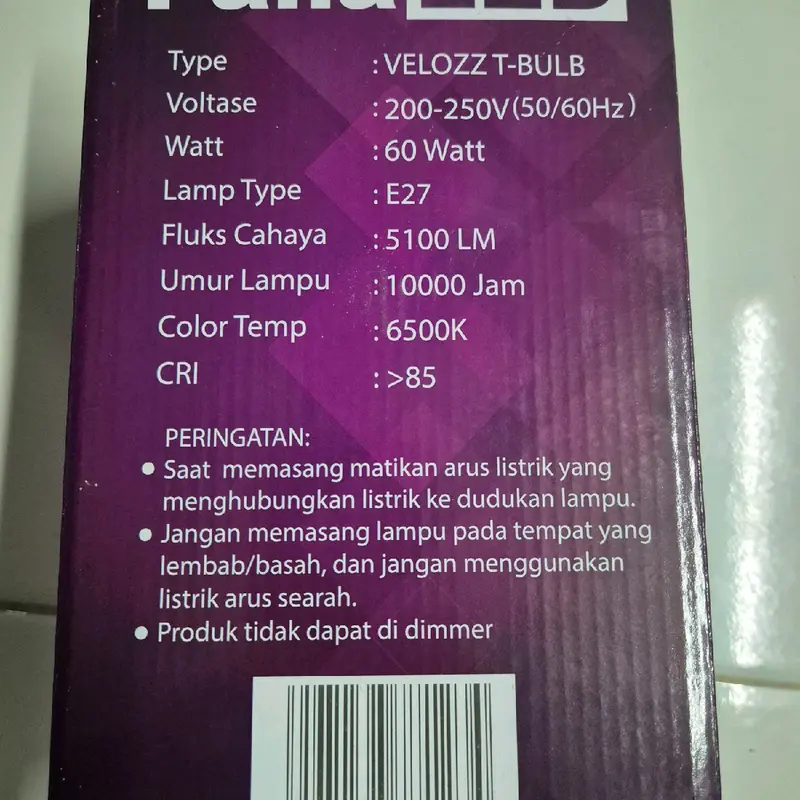 LED
Type : VELOZZ T-BULB
Voltase : 200-250V(50/60Hz)
Watt : 60 Watt
Lamp Type : E27
Fluks Cahaya : 5100 LM
Umur Lampu : 10000 Jam
Color Temp : 6500K
CRI : >85
PERINGATAN:
● Saat memasang matikan arus listrik yang
menghubungkan listrik ke dudukan lampu.
● Jangan memasang lampu pada tempat yang
lembab/basah, dan jangan menggunakan
listrik arus searah.
● Produk tidak dapat di dimmer